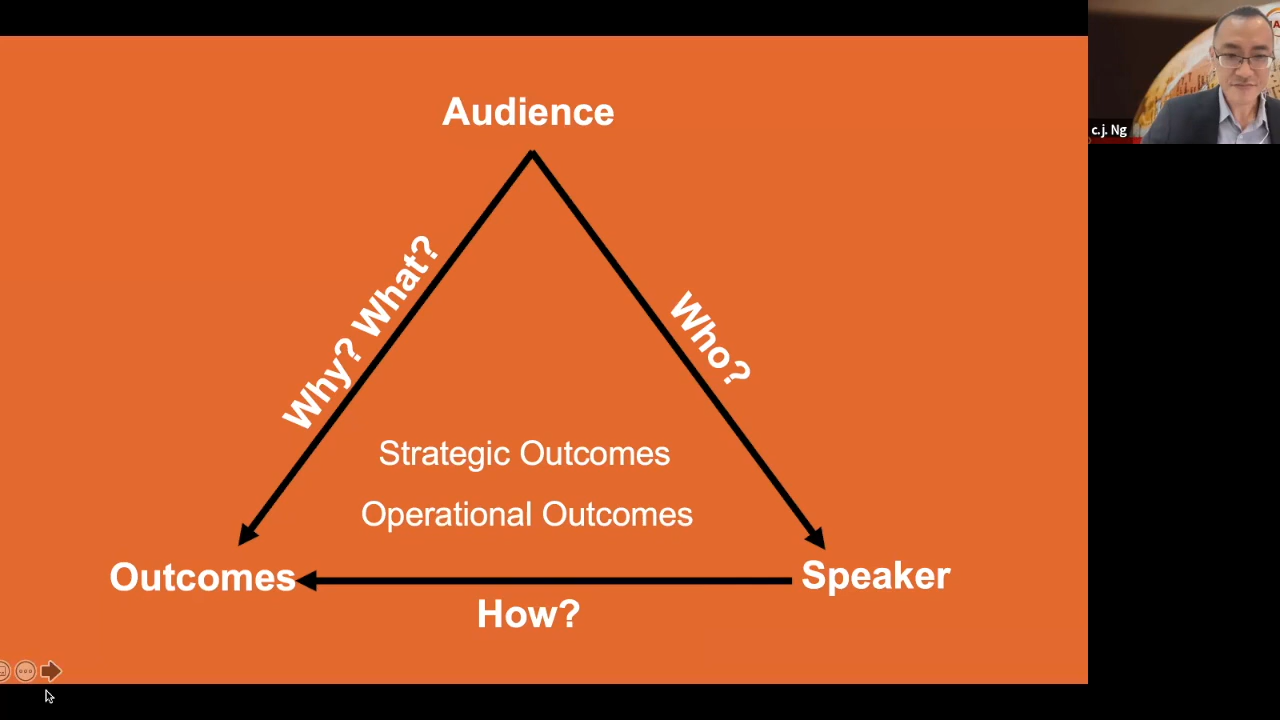 Audience
c.j. Ng
Why? What?
Who?
Strategic Outcomes
Operational Outcomes
Outcomes
Speaker
How?